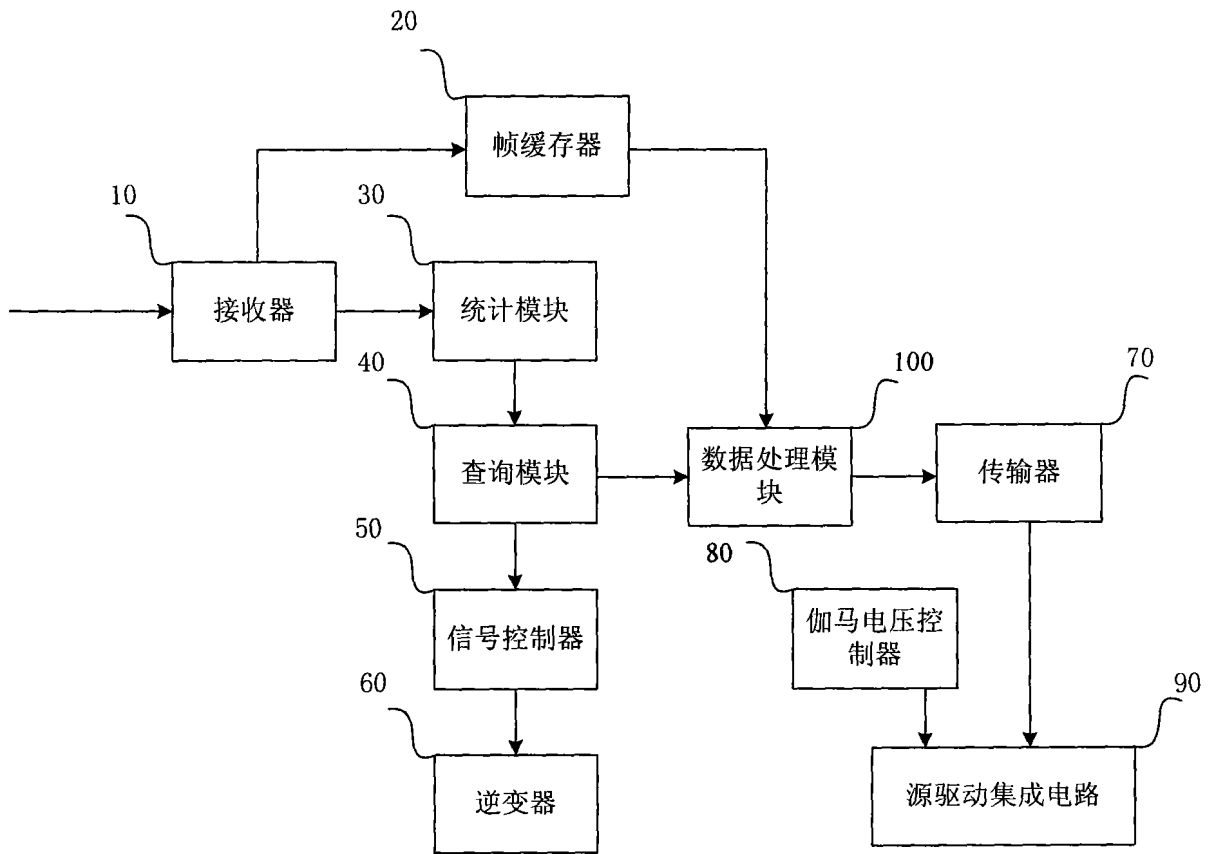 20
帧缓存器
10
30
接收器
统计模块
40
100
70
查询模块
数据处理模
块
传输器
50
80
信号控制器
伽马电压控
制器
60
90
逆变器
源驱动集成电路